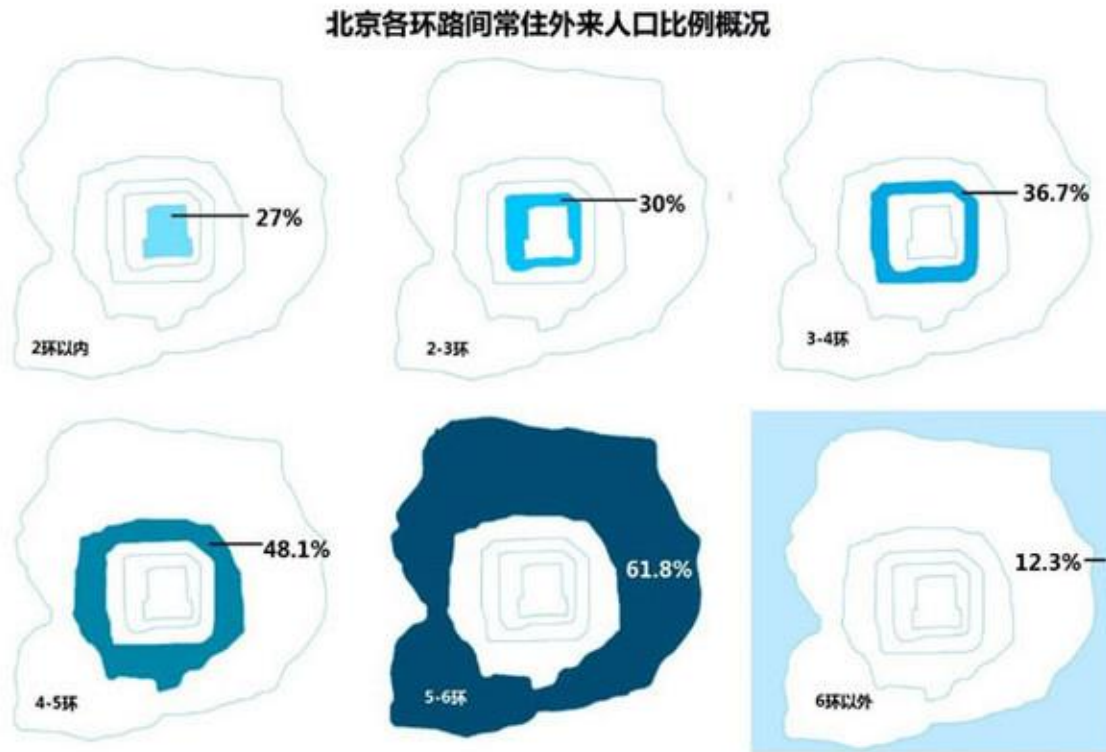 北京各环路间常住外来人口比例概况
27%
2环以内
30%
2-3环
36.7%
3-4环
48.1%
4-5环
61.8%
5-6环
12.3%
6环以外